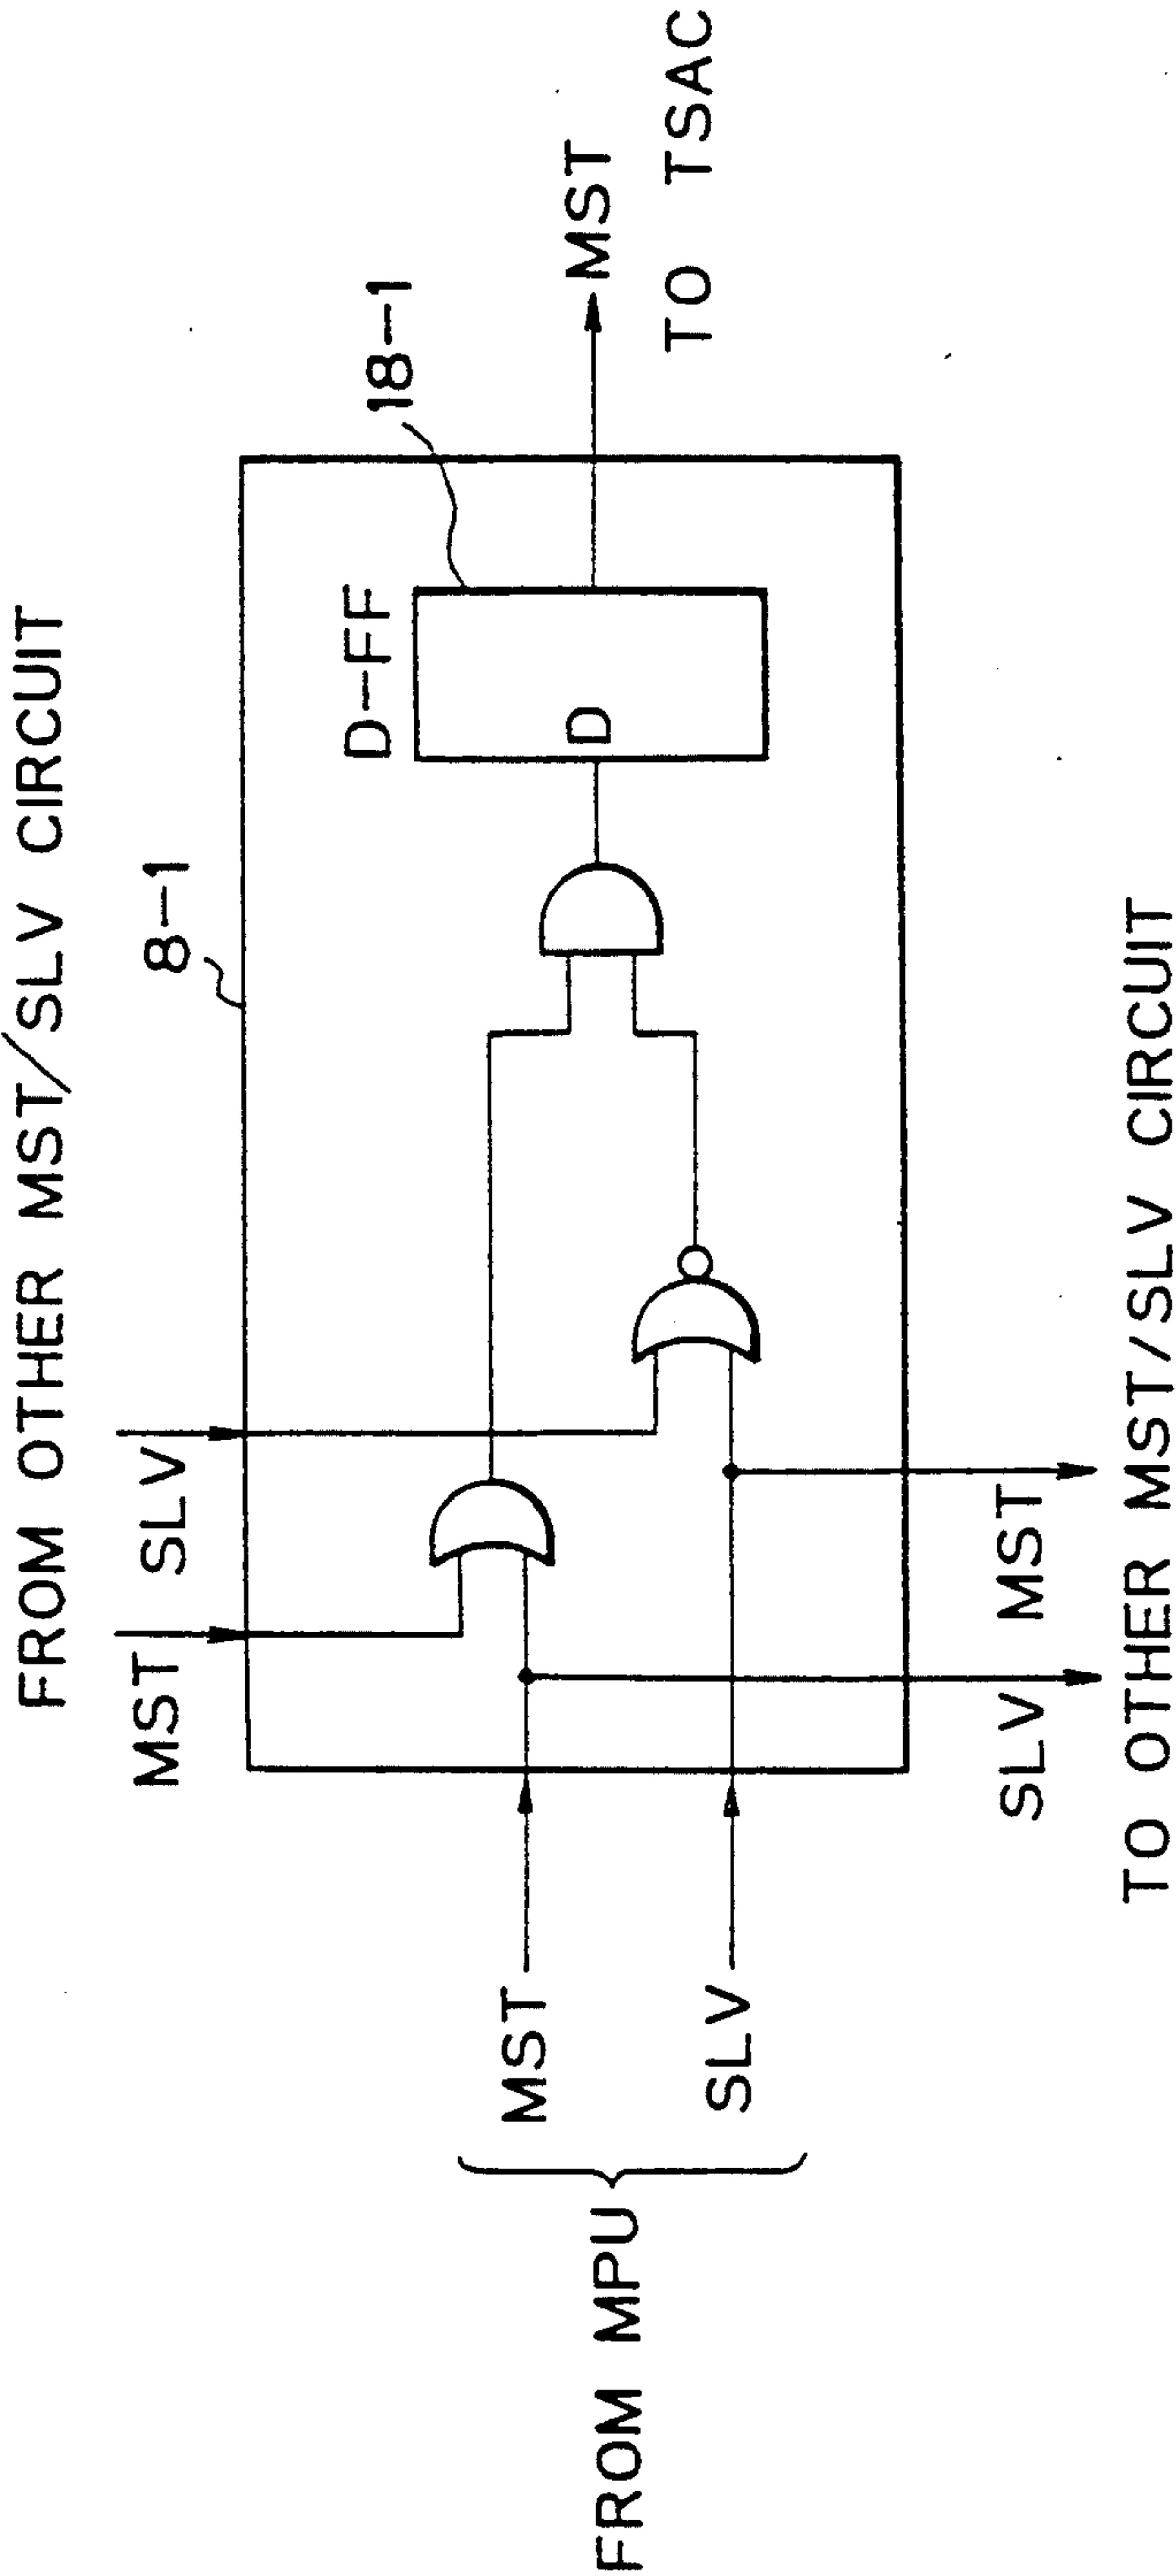 FROM OTHER MST/SLV CIRCUIT
MST SLV
8-1
D-FF
18-1
D
MST
TO TSAC
MST
SLV
FROM MPU
SLV MST
TO OTHER MST/SLV CIRCUIT